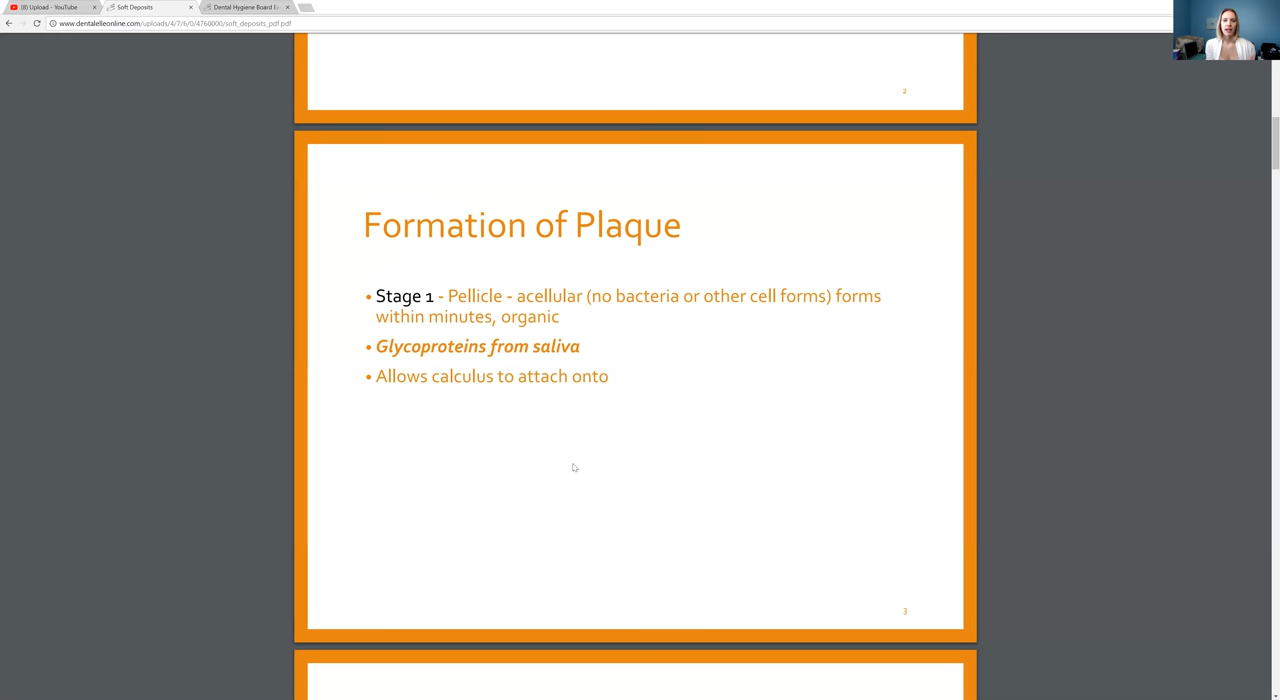 (8) Upload - YouTube
Soft Deposits
Dental Hygiene Board Ex
www.dentalelleonline.com/uploads/4/7/6/0/4760000/soft_deposits_pdf.pdf
2
Formation of Plaque
• Stage 1 - Pellicle - acellular (no bacteria or other cell forms) forms
within minutes, organic
• Glycoproteins from saliva
• Allows calculus to attach onto
3